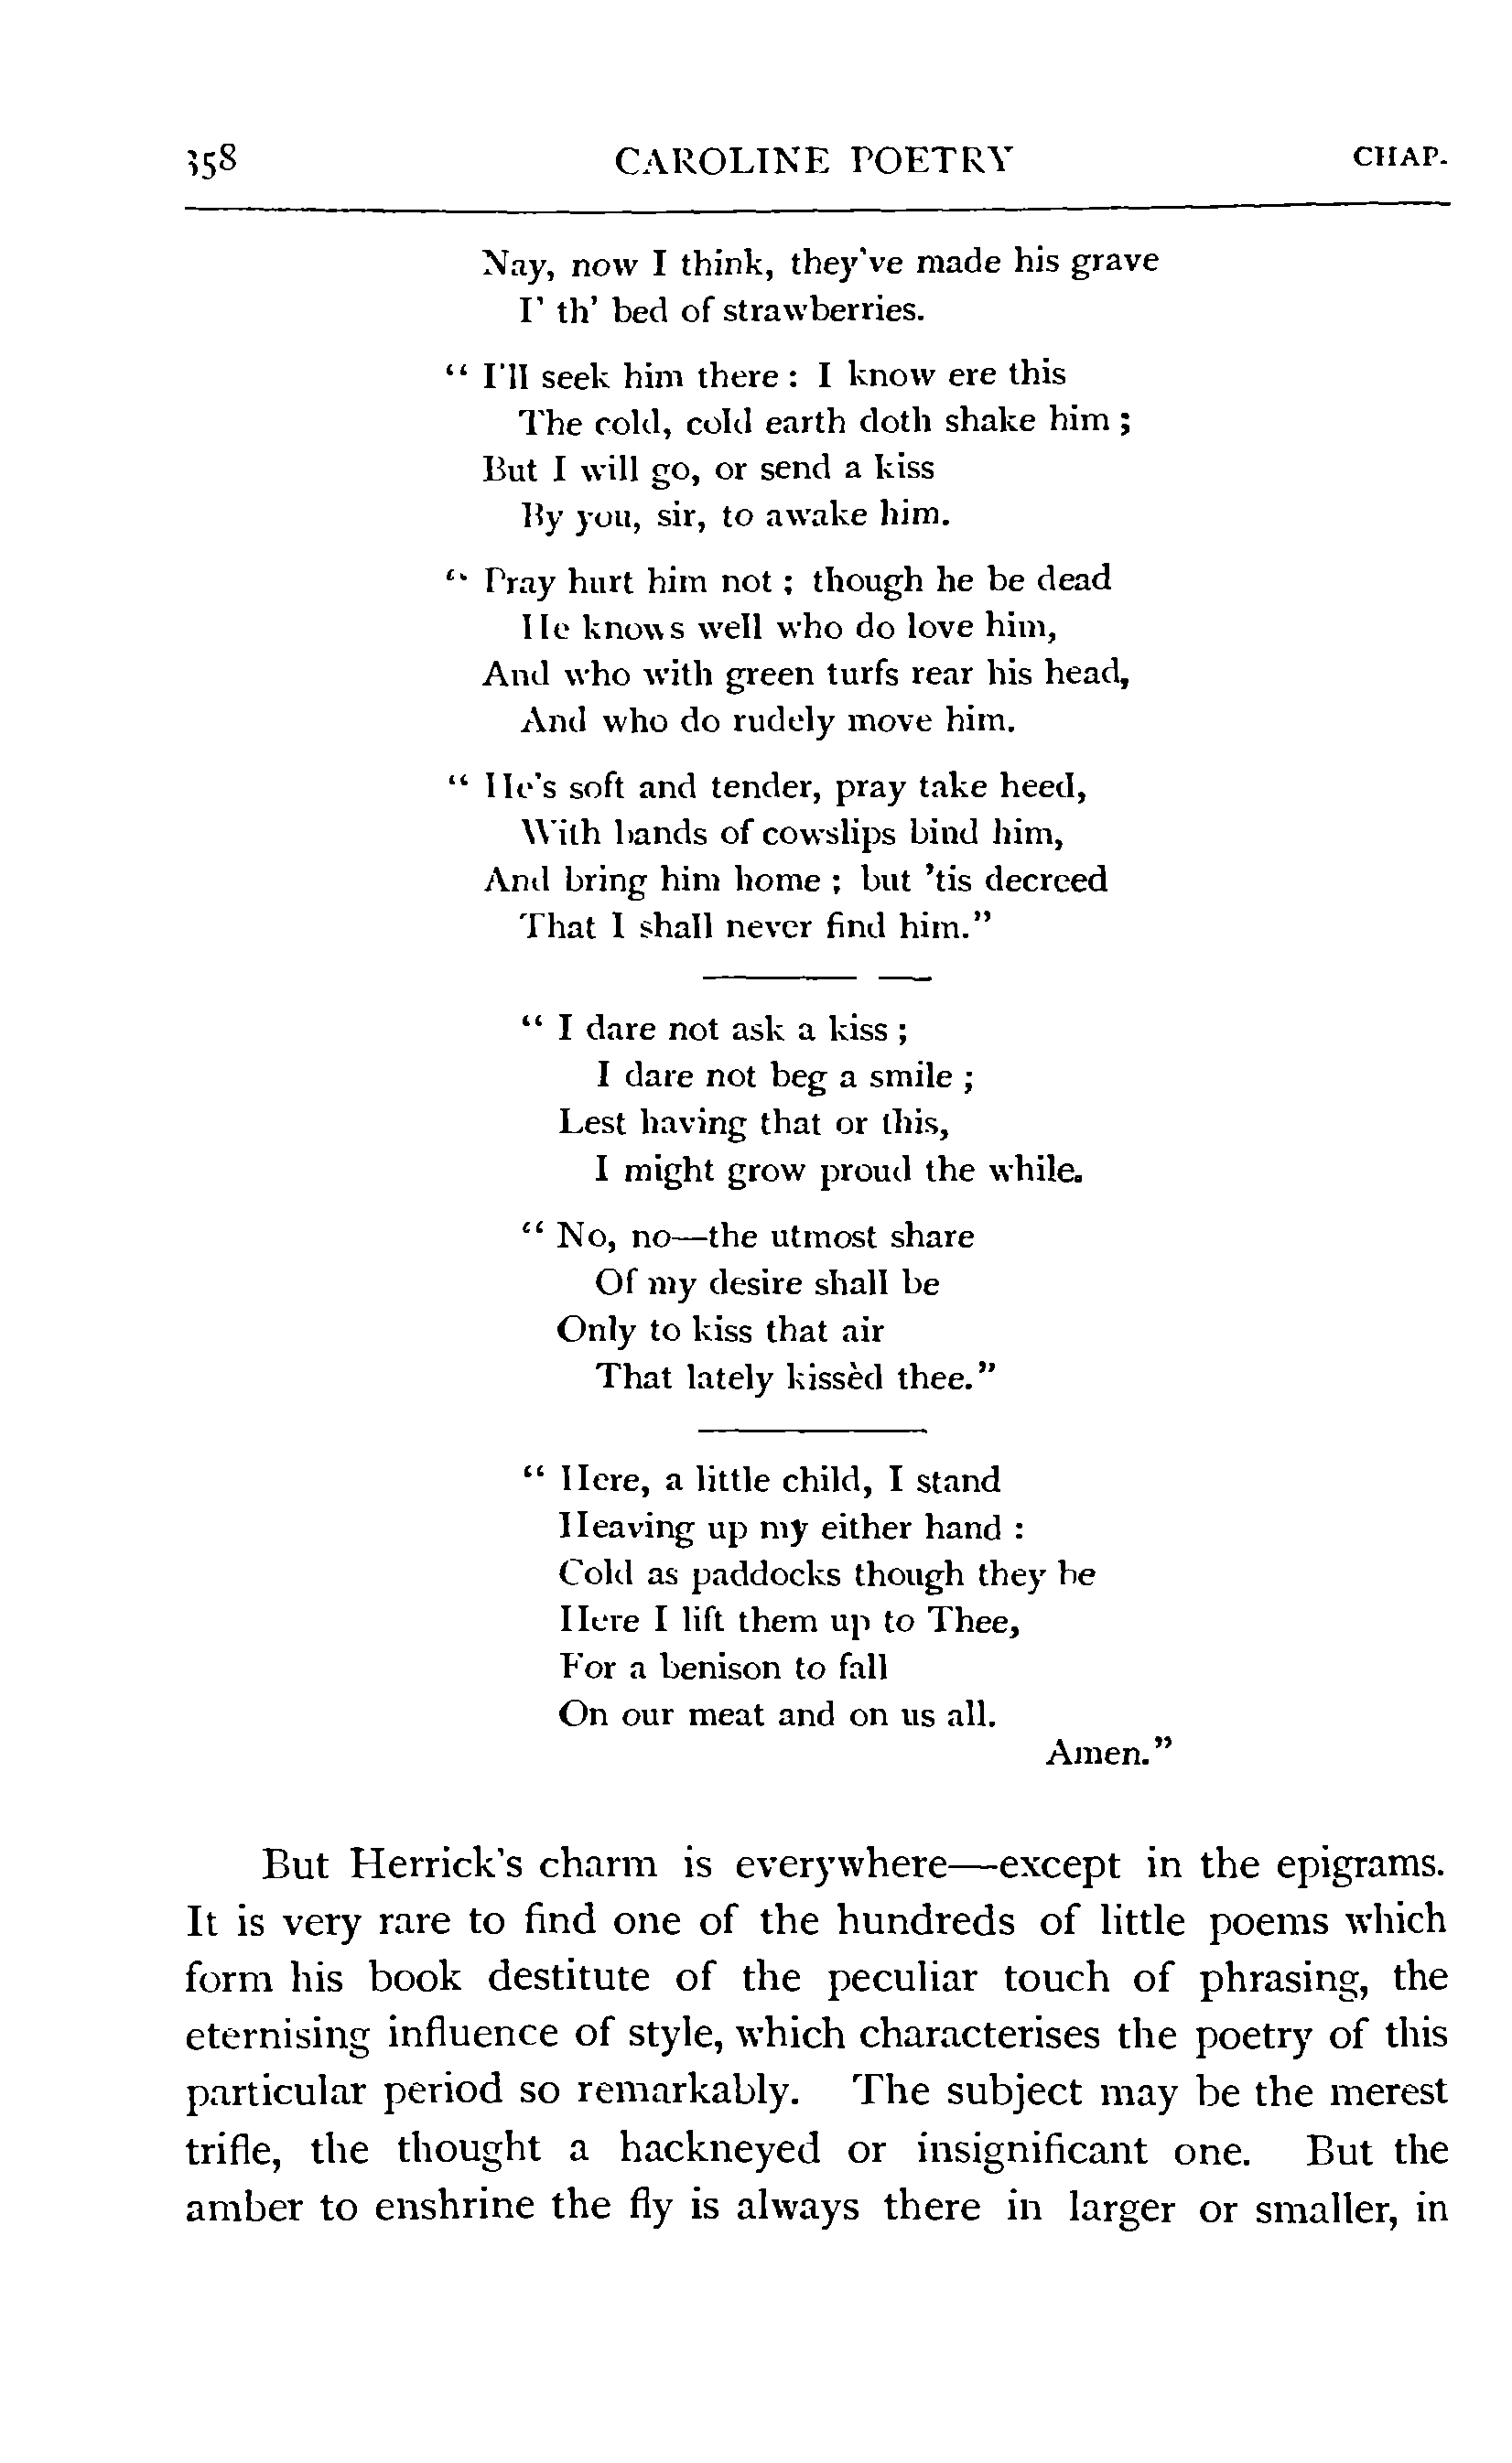 358 CAROLINE POETRY CHAP.
Nay, now I think, they've made his grave
I' th' bed of strawberries.
“ I'll seek him there : I know ere this
The cold, cold earth doth shake him ;
But I will go, or send a kiss
By you, sir, to awake him.
“ Pray hurt him not ; though he be dead
He knows well who do love him,
And who with green turfs rear his head,
And who do rudely move him.
“ He's soft and tender, pray take heed,
With bands of cowslips bind him,
And bring him home ; but 'tis decreed
That I shall never find him.”
“ I dare not ask a kiss ;
I dare not beg a smile ;
Lest having that or this,
I might grow proud the while.
“ No, no—the utmost share
Of my desire shall be
Only to kiss that air
That lately kissèd thee.”
“ Here, a little child, I stand
Heaving up my either hand :
Cold as paddocks though they be
Here I lift them up to Thee,
For a benison to fall
On our meat and on us all.
Amen.”
But Herrick's charm is everywhere—except in the epigrams.
It is very rare to find one of the hundreds of little poems which
form his book destitute of the peculiar touch of phrasing, the
eternising influence of style, which characterises the poetry of this
particular period so remarkably. The subject may be the merest
trifle, the thought a hackneyed or insignificant one. But the
amber to enshrine the fly is always there in larger or smaller, in